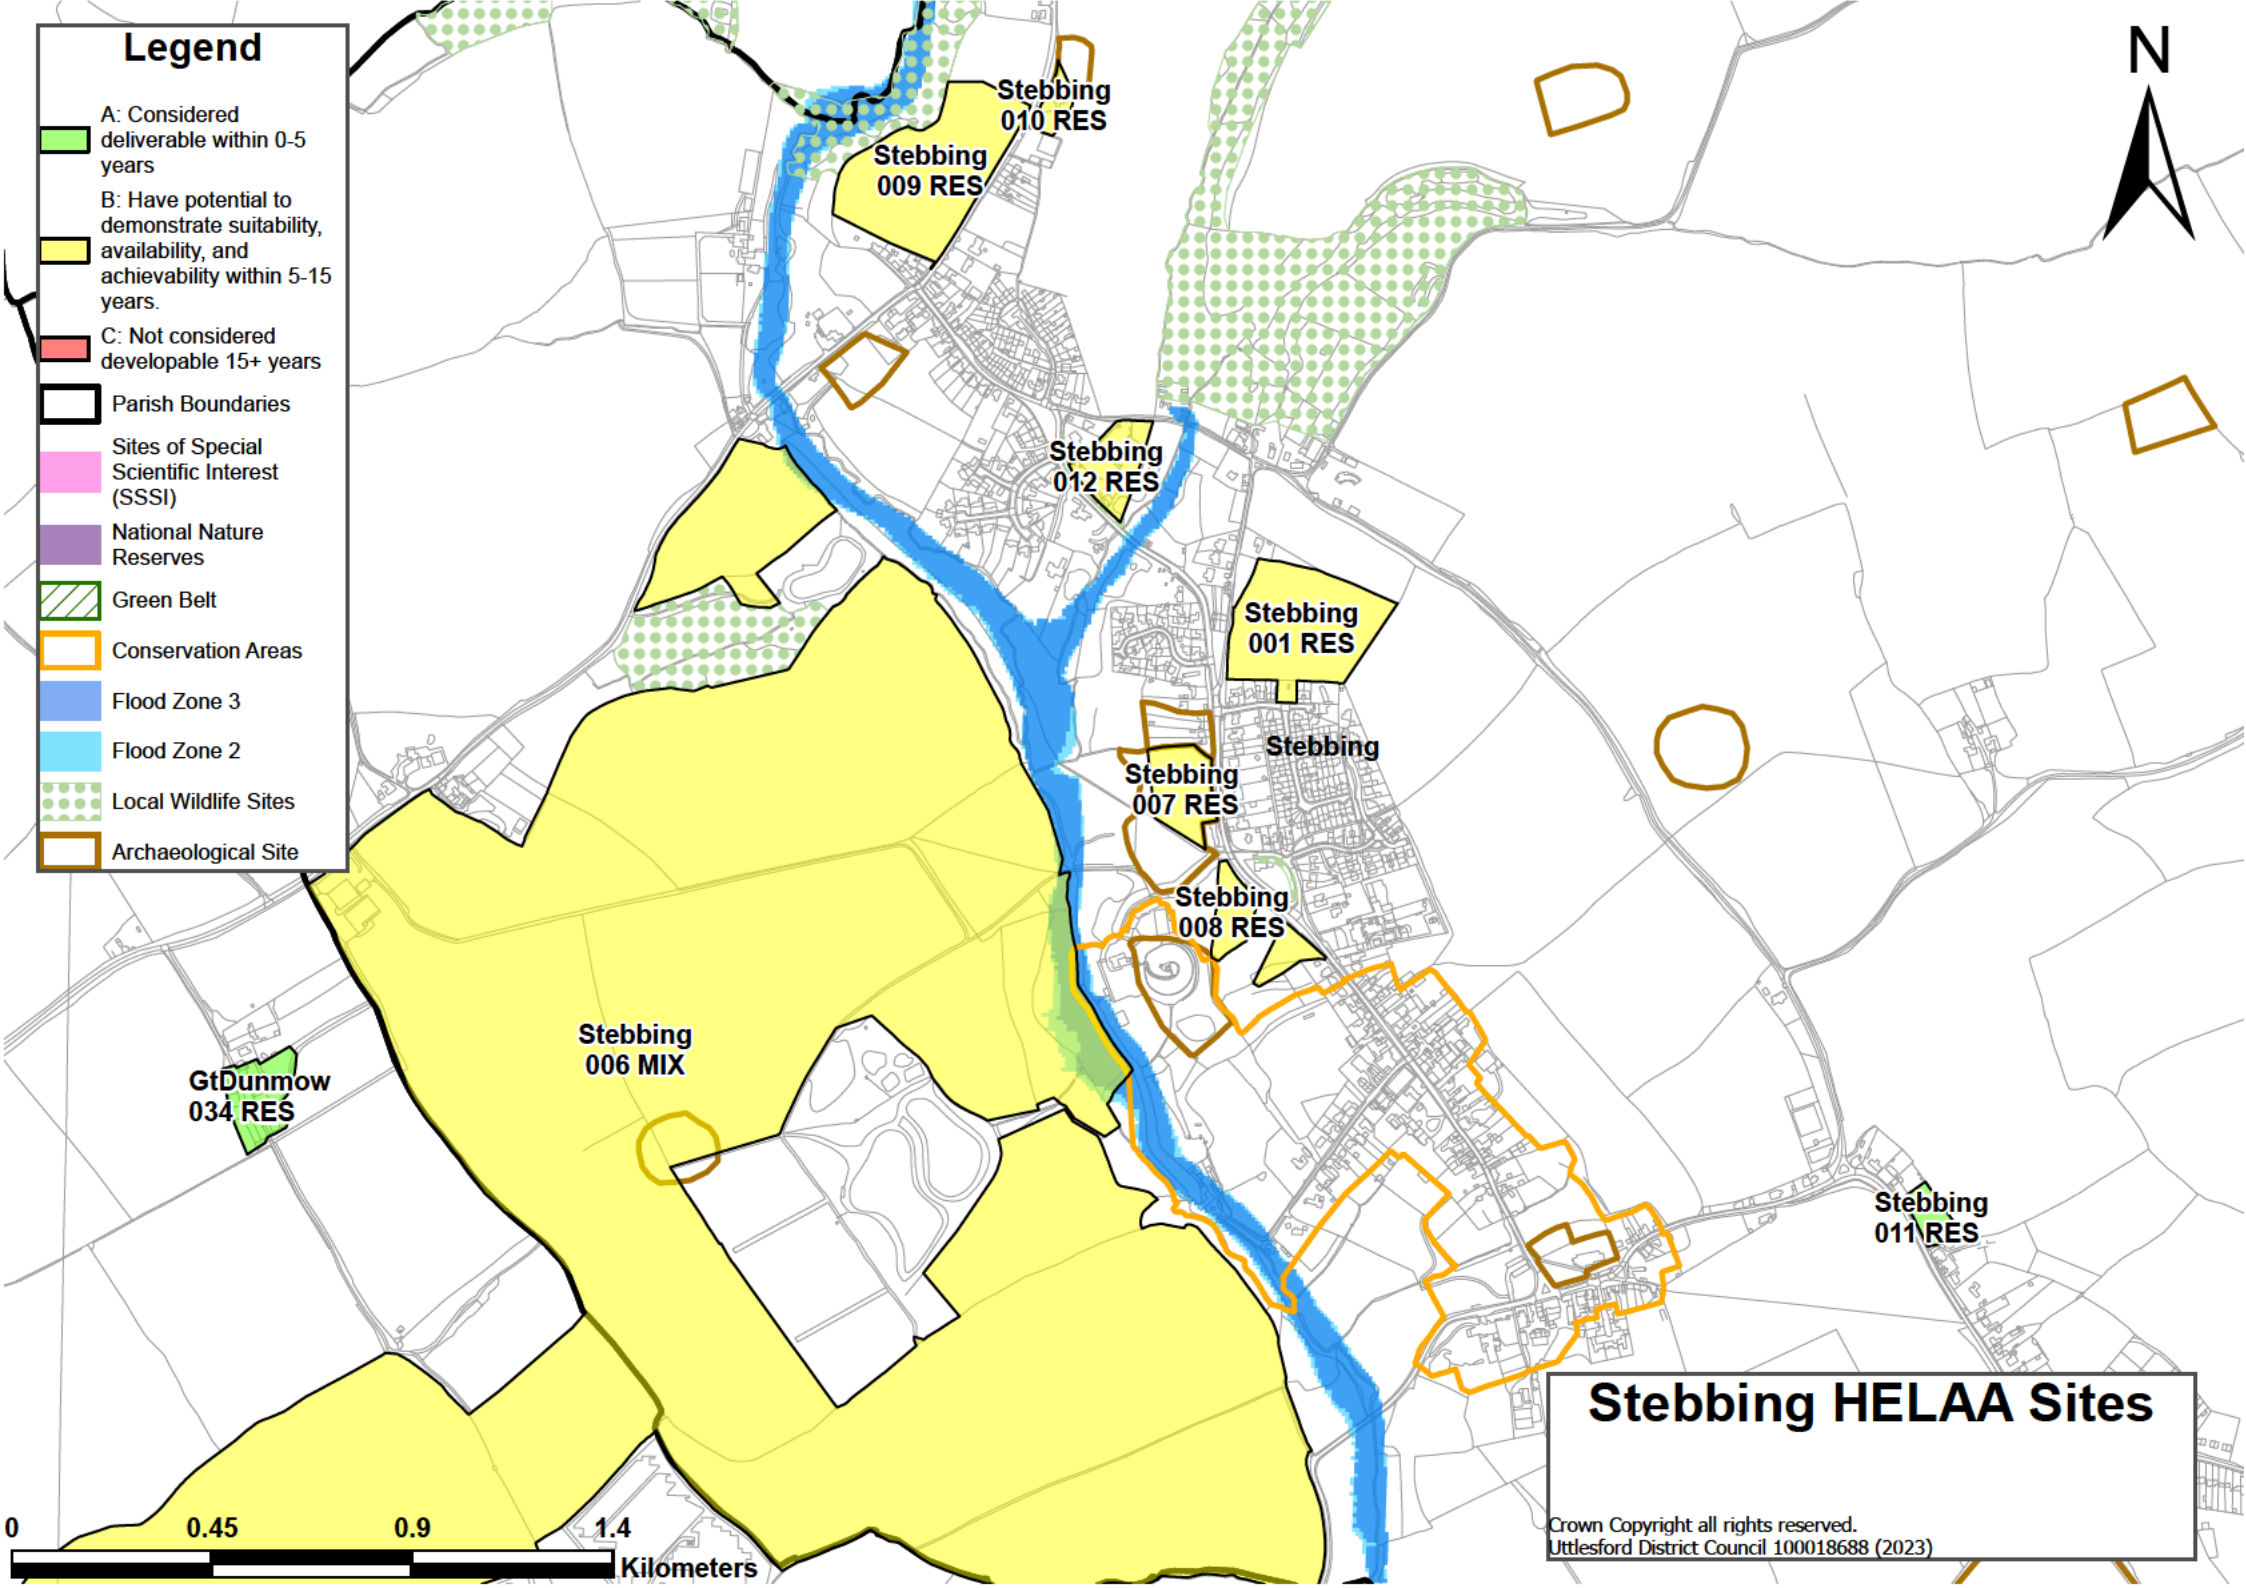 Legend
A: Considered
deliverable within 0-5
years
B: Have potential to
demonstrate suitability,
availability, and
achievability within 5-15
years.
C: Not considered
developable 15+ years
Parish Boundaries
Sites of Special
Scientific Interest
(SSSI)
National Nature
Reserves
Green Belt
Conservation Areas
Flood Zone 3
Flood Zone 2
Local Wildlife Sites
Archaeological Site
N
Stebbing
010 RES
Stebbing
009 RES
Stebbing
012 RES
Stebbing
001 RES
Stebbing
Stebbing
007 RES
Stebbing
008 RES
Stebbing
006 MIX
GtDunmow
034 RES
Stebbing
011 RES
Stebbing HELAA Sites
Crown Copyright all rights reserved.
Uttlesford District Council 100018688 (2023)
0 0.45 0.9 1.4
Kilometers